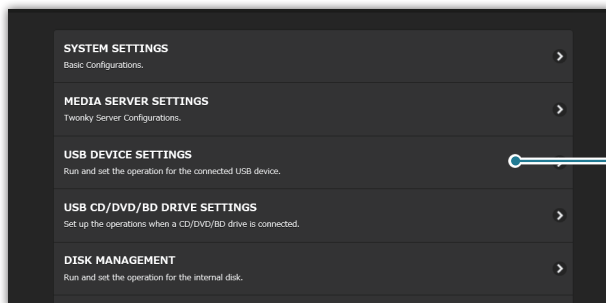 SYSTEM SETTINGS
Basic Configurations.
MEDIA SERVER SETTINGS
Twonky Server Configurations.
USB DEVICE SETTINGS
Run and set the operation for the connected USB device.
USB CD/DVD/BD DRIVE SETTINGS
Set up the operations when a CD/DVD/BD drive is connected.
DISK MANAGEMENT
Run and set the operation for the internal disk.